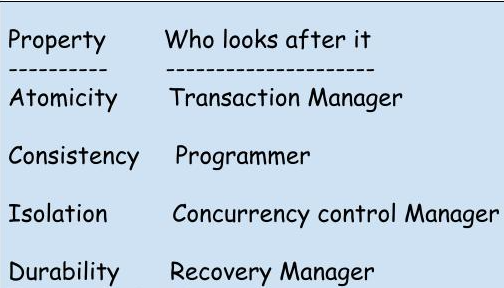 Property Who looks after it
---------- ---------------------
Atomicity Transaction Manager
Consistency Programmer
Isolation Concurrency control Manager
Durability Recovery Manager